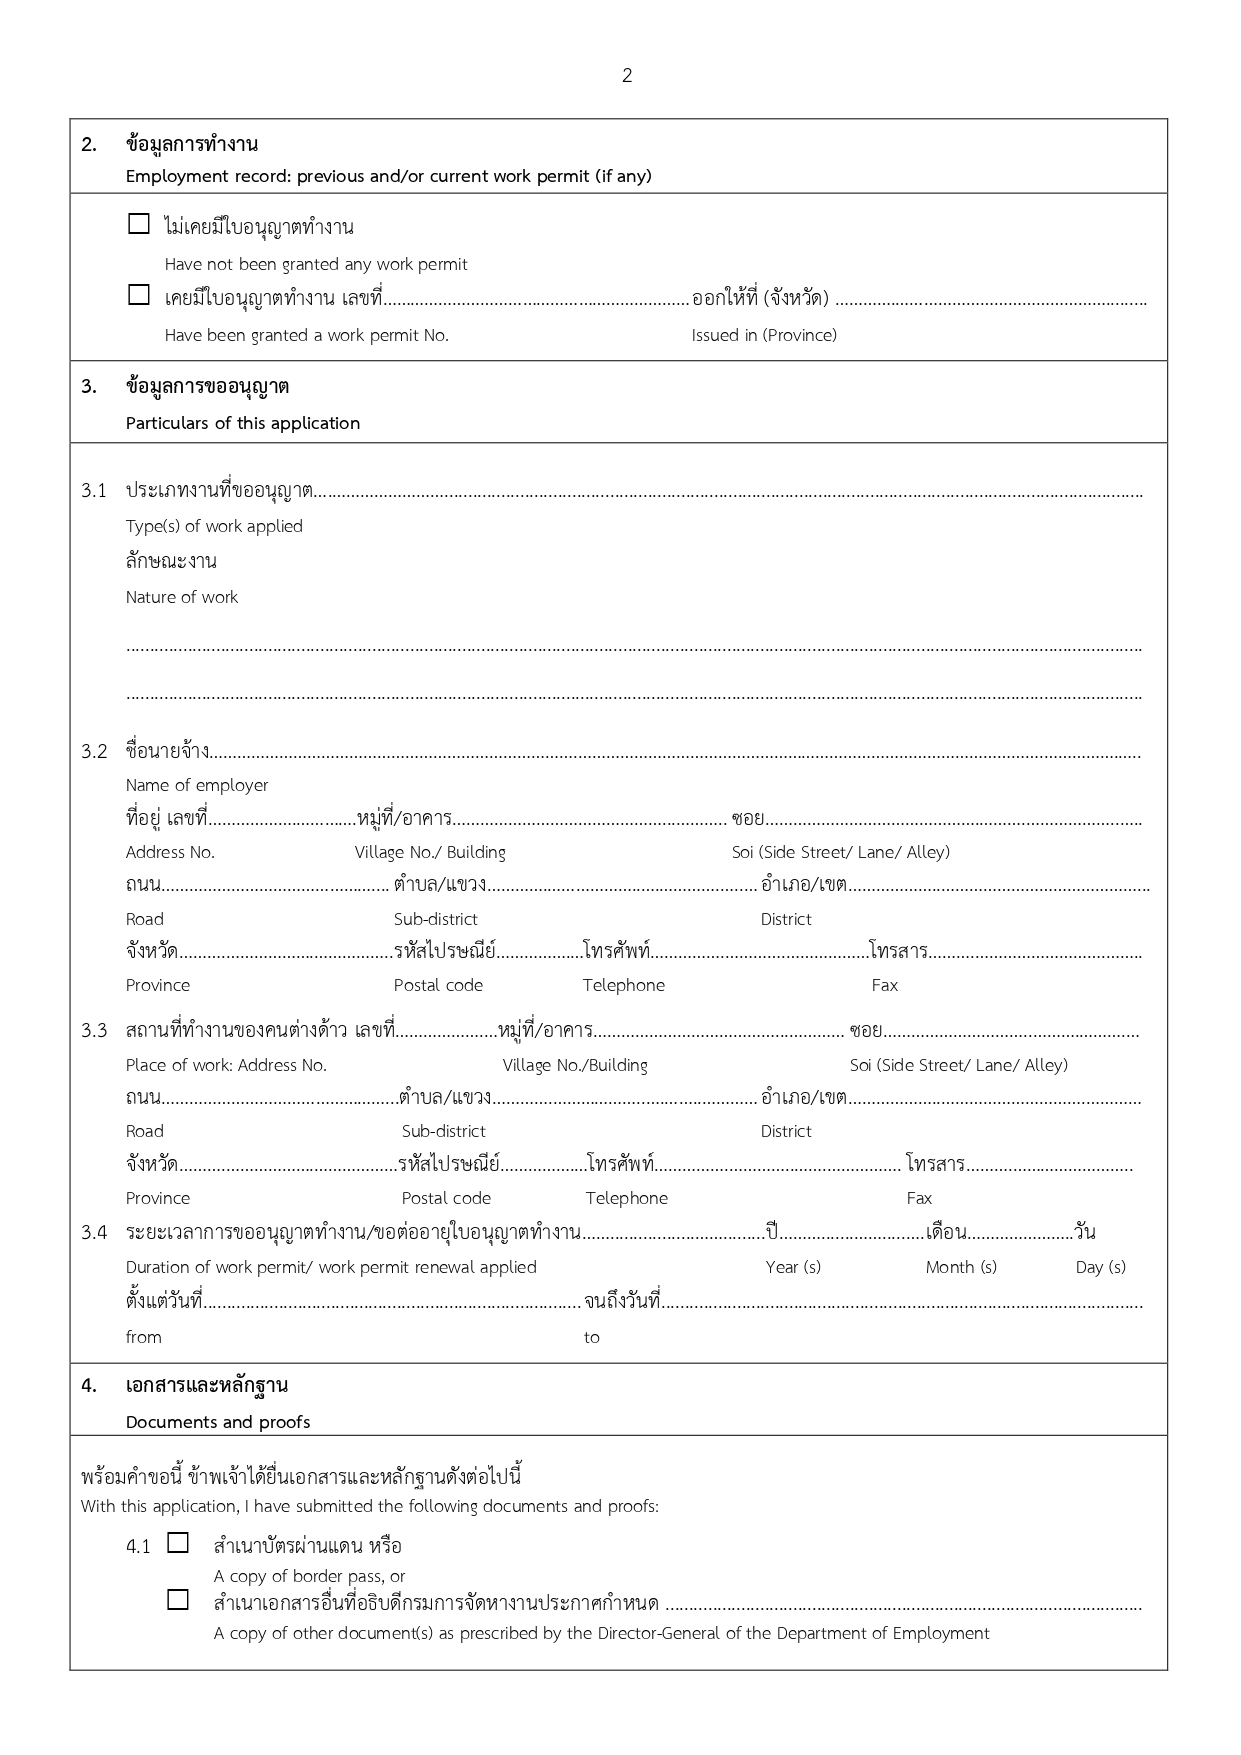 2
2. ข้อมูลการทำงาน
Employment record: previous and/or current work permit (if any)
☐ ไม่เคยมีใบอนุญาตทำงาน
Have not been granted any work permit
☐ เคยมีใบอนุญาตทำงาน เลขที่.................................................................. ออกให้ที่ (จังหวัด) ...................................................................
Have been granted a work permit No. Issued in (Province)
3. ข้อมูลการขออนุญาต
Particulars of this application
3.1 ประเภทงานที่ขออนุญาต...................................................................................................................
Type(s) of work applied
ลักษณะงาน
Nature of work
..............................................................................................................................
..............................................................................................................................
3.2 ชื่อนายจ้าง...................................................................................................................
Name of employer
ที่อยู่ เลขที่................................หมู่ที่/อาคาร........................................................... ซอย.................................................................................
Address No. Village No./ Building Soi (Side Street/ Lane/ Alley)
ถนน................................................. ตำบล/แขวง.......................................................... อำเภอ/เขต.................................................................
Road Sub-district District
จังหวัด..............................................รหัสไปรษณีย์...................โทรศัพท์...............................................โทรสาร..............................................
Province Postal code Telephone Fax
3.3 สถานที่ทำงานของคนต่างด้าว เลขที่......................หมู่ที่/อาคาร...................................................... ซอย.......................................................
Place of work: Address No. Village No./Building Soi (Side Street/ Lane/ Alley)
ถนน...................................................ตำบล/แขวง......................................................... อำเภอ/เขต...............................................................
Road Sub-district District
จังหวัด...............................................รหัสไปรษณีย์...................โทรศัพท์..................................................... โทรสาร....................................
Province Postal code Telephone Fax
3.4 ระยะเวลาการขออนุญาตทำงาน/ขอต่ออายุใบอนุญาตทำงาน.......................................ปี...............................เดือน.......................วัน
Duration of work permit/ work permit renewal applied Year (s) Month (s) Day (s)
ตั้งแต่วันที่................................................................................. จนถึงวันที่.......................................................................................................
from to
4. เอกสารและหลักฐาน
Documents and proofs
พร้อมคำขอนี้ ข้าพเจ้าได้ยื่นเอกสารและหลักฐานดังต่อไปนี้
With this application, I have submitted the following documents and proofs:
4.1 ☐ สำเนาบัตรผ่านแดน หรือ
A copy of border pass, or
☐ สำเนาเอกสารอื่นที่อธิบดีกรมการจัดหางานประกาศกำหนด ......................................................................................................
A copy of other document(s) as prescribed by the Director-General of the Department of Employment